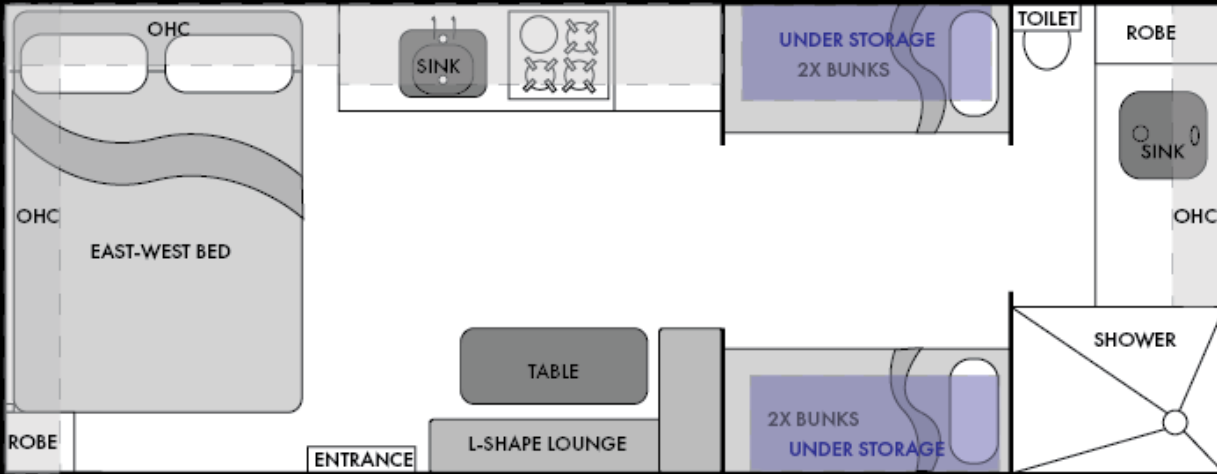 OHC
SINK
UNDER STORAGE
2X BUNKS
TOILET
ROBE
SINK
OHC
OHC
EAST-WEST BED
TABLE
SHOWER
2X BUNKS
UNDER STORAGE
ROBE
ENTRANCE
L-SHAPE LOUNGE